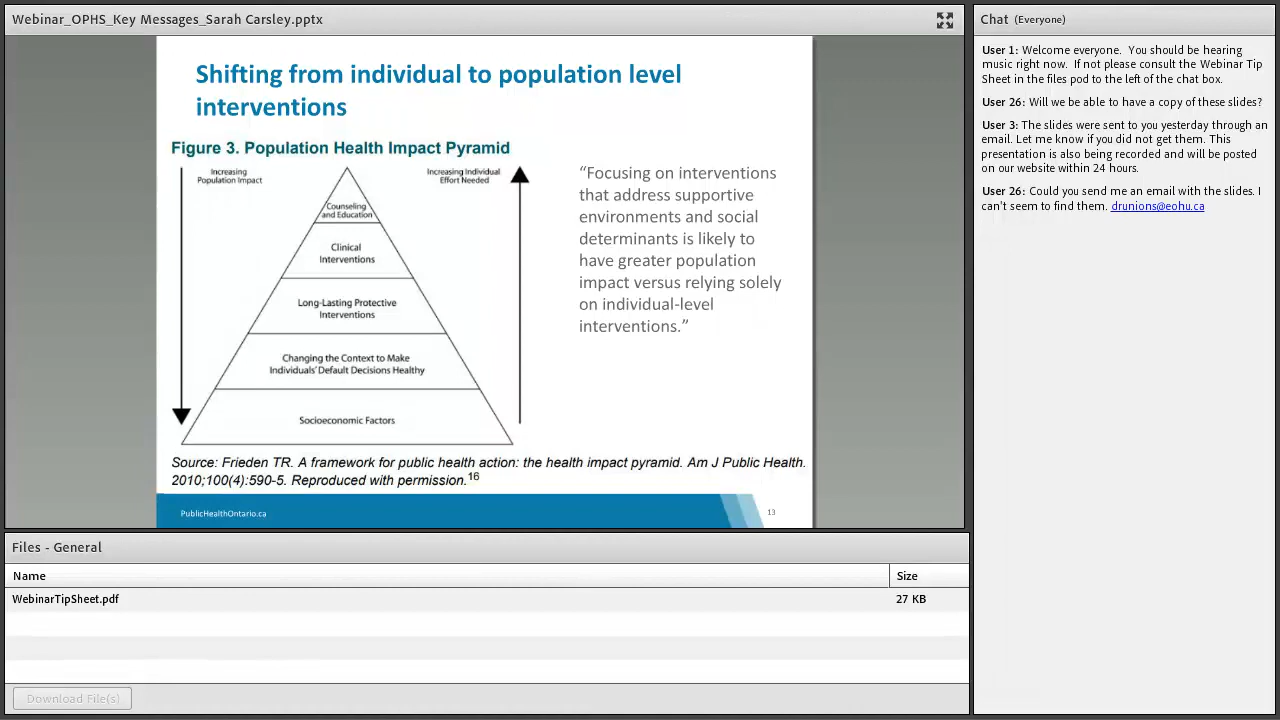 Webinar_OPHS_Key Messages_Sarah Carsley.pptx
Shifting from individual to population level
interventions
Figure 3. Population Health Impact Pyramid
Increasing
Population Impact
Increasing Individual
Effort Needed
Counseling
and Education
Clinical
Interventions
Long-Lasting Protective
Interventions
Changing the Context to Make
Individuals' Default Decisions Healthy
Socioeconomic Factors
“Focusing on interventions
that address supportive
environments and social
determinants is likely to
have greater population
impact versus relying solely
on individual-level
interventions.”
Source: Frieden TR. A framework for public health action: the health impact pyramid. Am J Public Health.
2010;100(4):590-5. Reproduced with permission.16
PublicHealthOntario.ca
13
Files - General
Name
Size
WebinarTipSheet.pdf
27 KB
Download File(s)
Chat (Everyone)
User 1: Welcome everyone. You should be hearing
music right now. If not please consult the Webinar Tip
Sheet in the files pod to the left of the chat box.
User 26: Will we be able to have a copy of these slides?
User 3: The slides were sent to you yesterday through an
email. Let me know if you did not get them. This
presentation is also being recorded and will be posted
on our website within 24 hours.
User 26: Could you send me an email with the slides. I
can't seem to find them. drunions@eohu.ca